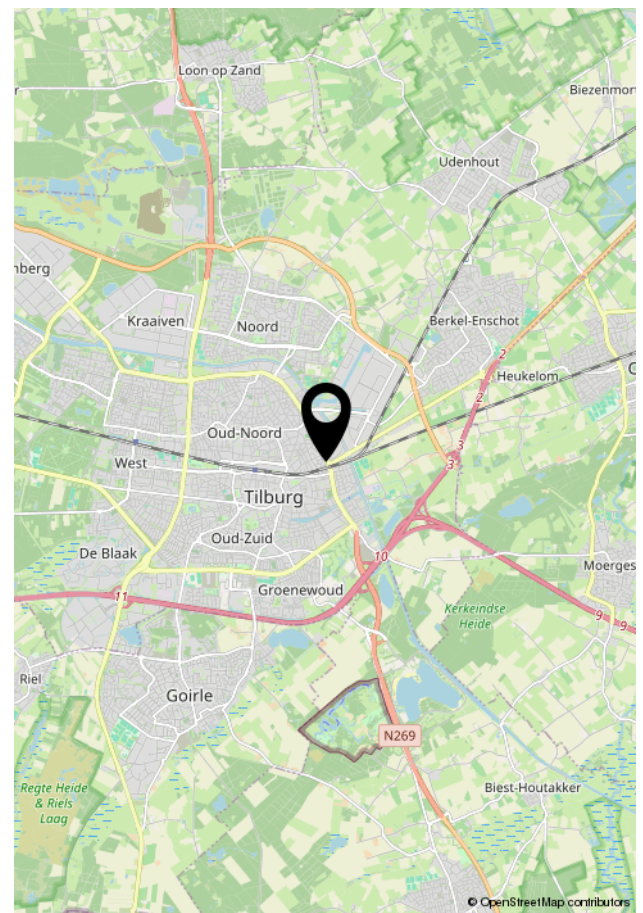 Loon op Zand
Biezenmor
Udenhout
nberg
Kraaiven
Noord
Berkel-Enschot
2
Heukelom
2
Oud-Noord
3
3
West
Tilburg
De Blaak
Oud-Zuid
10
Groenewoud
Moerges
11
Kerkeindse
Heide
9
9
Riel
Goirle
N269
Regte Heide
& Riels
Laag
Biest-Houtakker
© OpenStreetMap contributors